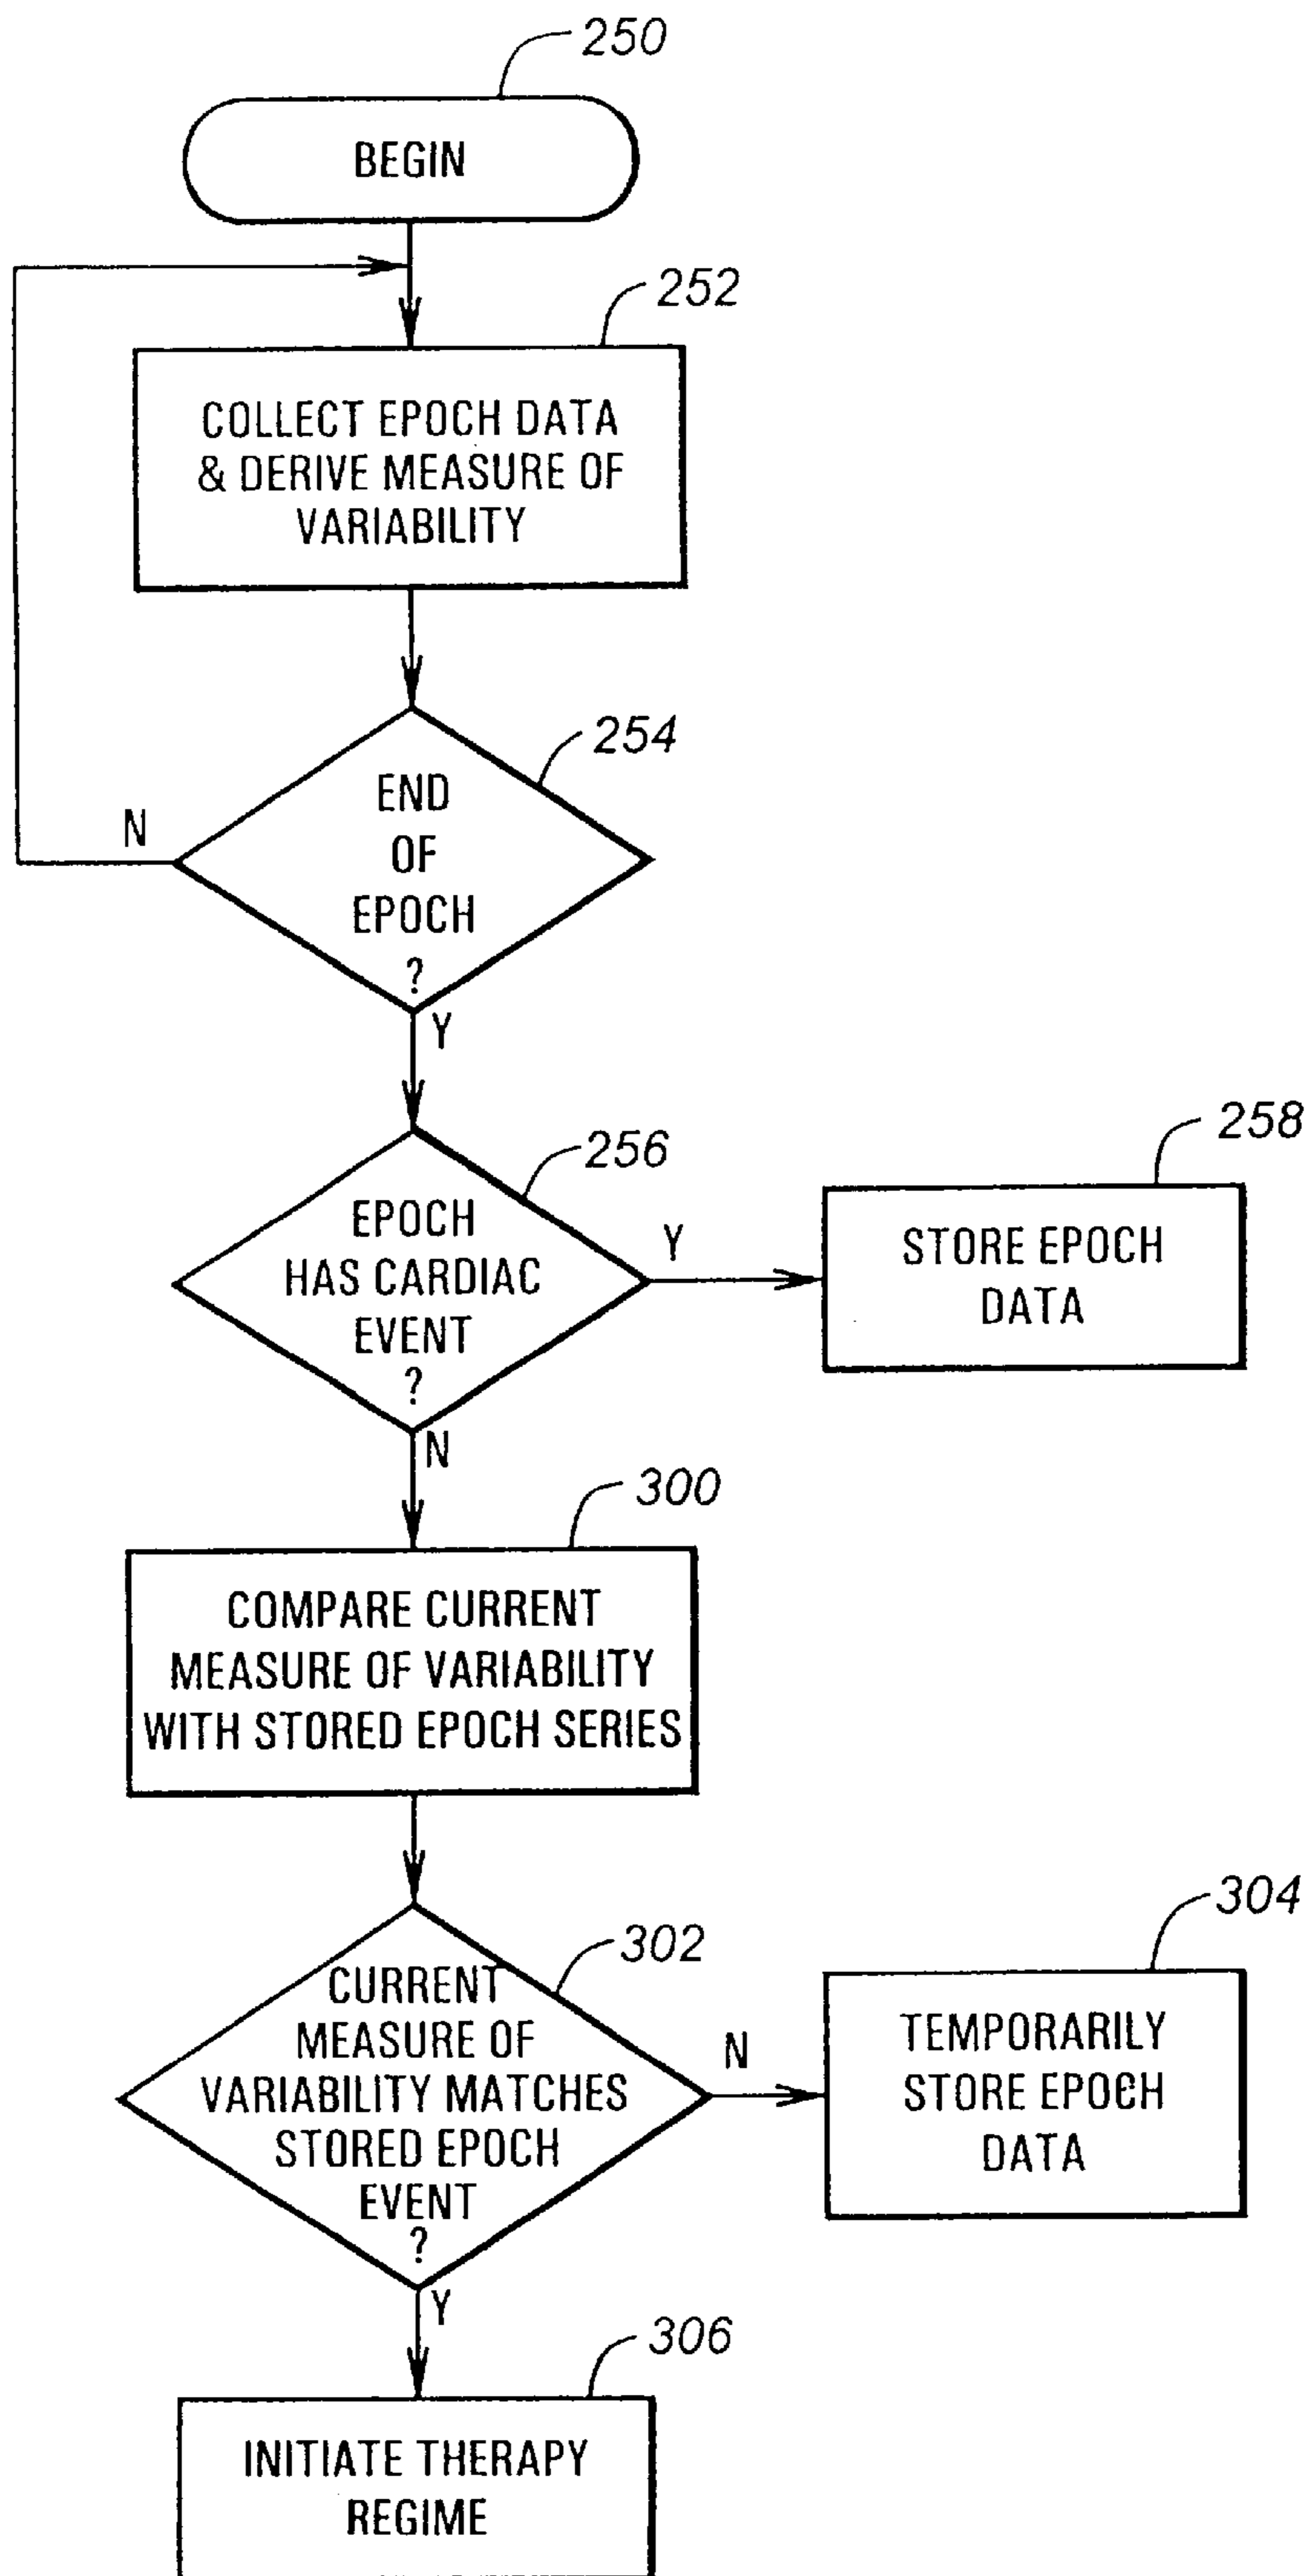 250
BEGIN
252
COLLECT EPOCH DATA
& DERIVE MEASURE OF
VARIABILITY
254
END
OF
EPOCH
?
N
Y
256
EPOCH
HAS CARDIAC
EVENT
?
Y
258
STORE EPOCH
DATA
N
300
COMPARE CURRENT
MEASURE OF VARIABILITY
WITH STORED EPOCH SERIES
302
CURRENT
MEASURE OF
VARIABILITY MATCHES
STORED EPOCH
EVENT
?
N
304
TEMPORARILY
STORE EPOCH
DATA
Y
306
INITIATE THERAPY
REGIME